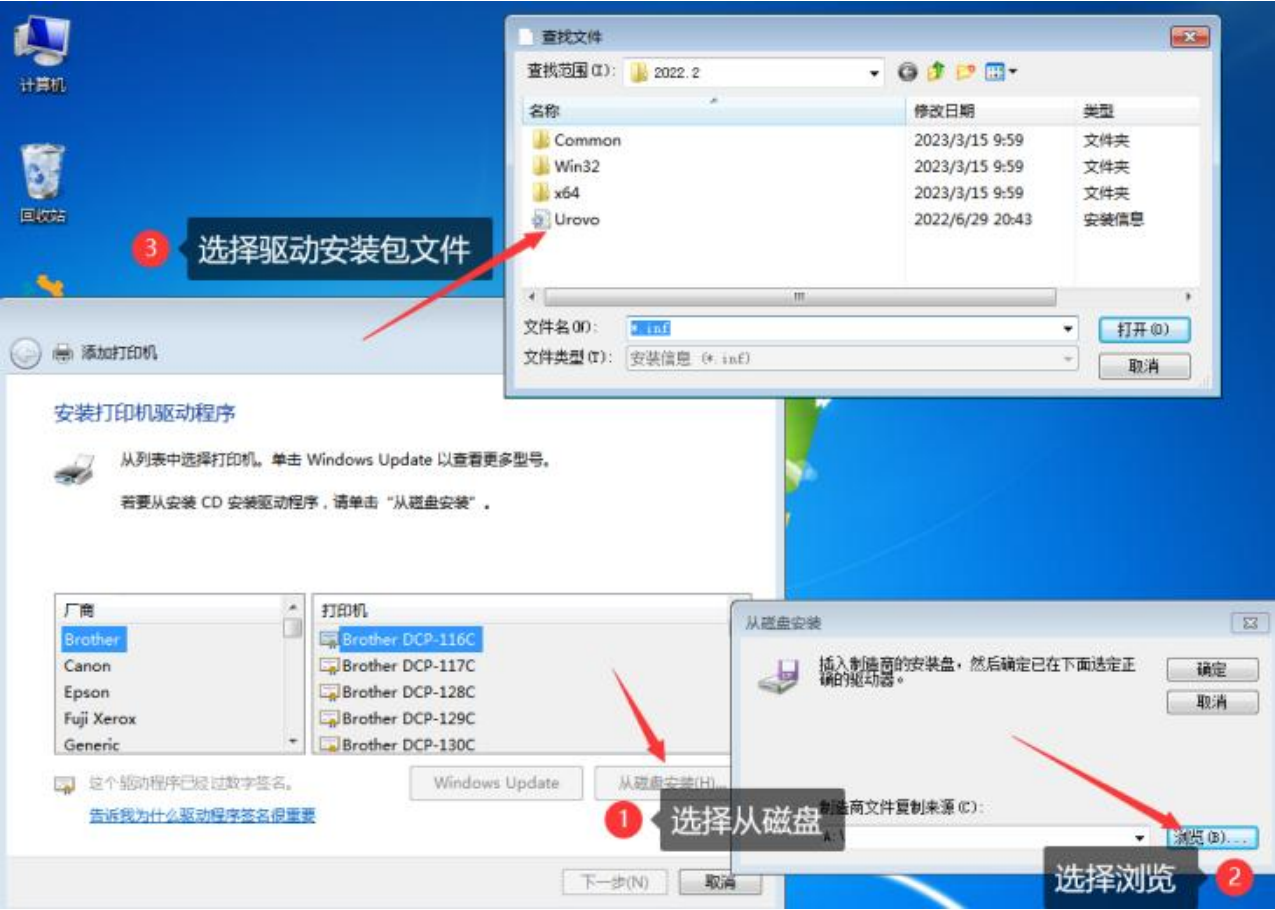 计算机
回收站
查找文件
查找范围(I): 2022.2
名称 修改日期 类型
Common 2023/3/15 9:59 文件夹
Win32 2023/3/15 9:59 文件夹
x64 2023/3/15 9:59 文件夹
Urovo 2022/6/29 20:43 安装信息
文件名(N): *.inf 打开(O)
文件类型(T): 安装信息 (*.inf) 取消
3 选择驱动安装包文件
添加打印机
安装打印机驱动程序
从列表中选择打印机。单击 Windows Update 以查看更多型号。
若要从安装 CD 安装驱动程序，请单击“从磁盘安装”。
厂商 打印机
Brother Brother DCP-116C
Canon Brother DCP-117C
Epson Brother DCP-128C
Fuji Xerox Brother DCP-129C
Generic Brother DCP-130C
这个驱动程序已经过数字签名。
告诉我为什么驱动程序签名很重要
Windows Update 从磁盘安装(H)...
1 选择从磁盘
下一步(N) 取消
从磁盘安装
插入制造商的安装盘，然后确定已在下面选定正
确的驱动器。
确定
取消
制造商文件复制来源(C):
A:\ 浏览(B)...
选择浏览 2